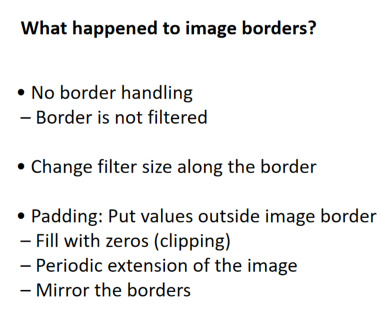 What happened to image borders?
• No border handling
– Border is not filtered
• Change filter size along the border
• Padding: Put values outside image border
– Fill with zeros (clipping)
– Periodic extension of the image
– Mirror the borders